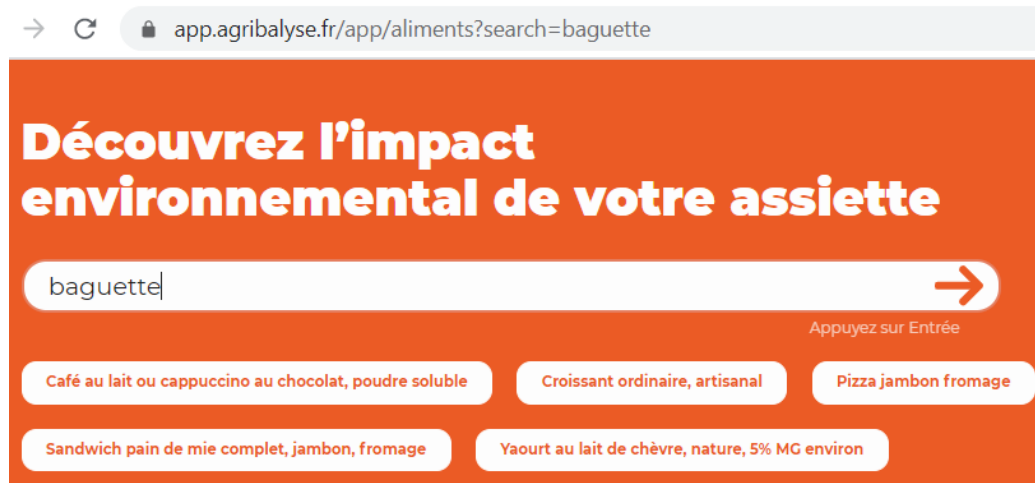 app.agribalyse.fr/app/aliments?search=baguette
Découvrez l’impact
environnemental de votre assiette
baguette
Appuyez sur Entrée
Café au lait ou cappuccino au chocolat, poudre soluble
Croissant ordinaire, artisanal
Pizza jambon fromage
Sandwich pain de mie complet, jambon, fromage
Yaourt au lait de chèvre, nature, 5% MG environ